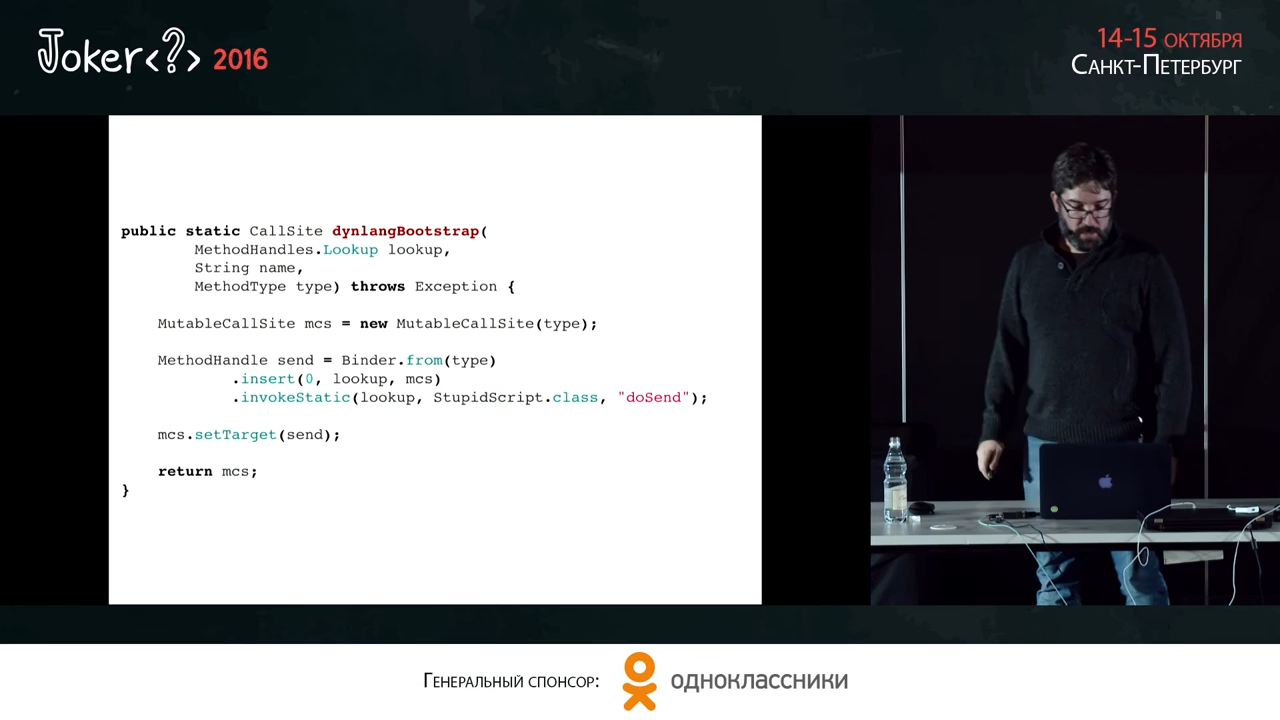 Joker<?> 2016
14-15 ОКТЯБРЯ
САНКТ-ПЕТЕРБУРГ
public static CallSite dynlangBootstrap(
MethodHandles.Lookup lookup,
String name,
MethodType type) throws Exception {
MutableCallSite mcs = new MutableCallSite(type);
MethodHandle send = Binder.from(type)
.insert(0, lookup, mcs)
.invokeStatic(lookup, StupidScript.class, "doSend");
mcs.setTarget(send);
return mcs;
}
ГЕНЕРАЛЬНЫЙ СПОНСОР:
одноклассники